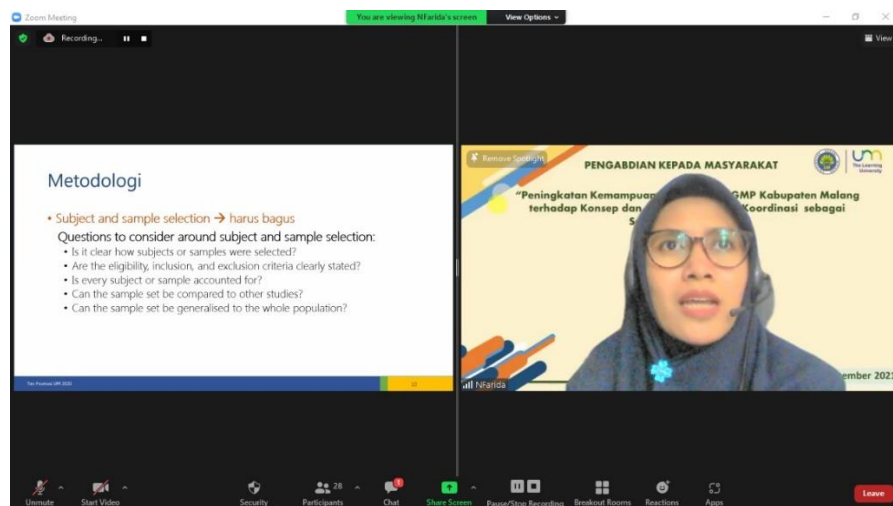 Zoom Meeting
You are viewing NFarida's screen
View Options
Recording...
View
Metodologi
• Subject and sample selection → harus bagus
Questions to consider around subject and sample selection:
• Is it clear how subjects or samples were selected?
• Are the eligibility, inclusion, and exclusion criteria clearly stated?
• Is every subject or sample accounted for?
• Can the sample set be compared to other studies?
• Can the sample set be generalised to the whole population?
10
Remove Spotlight
PENGABDIAN KEPADA MASYARAKAT
UM
The Learning
University
"Peningkatan Kemampuan GMP Kabupaten Malang
terhadap Konsep dan Koordinasi sebagai
S
ember 2021
NFarida
Unmute
Start Video
Security
28
Participants
1
Chat
Share Screen
Pause/Stop Recording
Breakout Rooms
Reactions
Apps
Leave